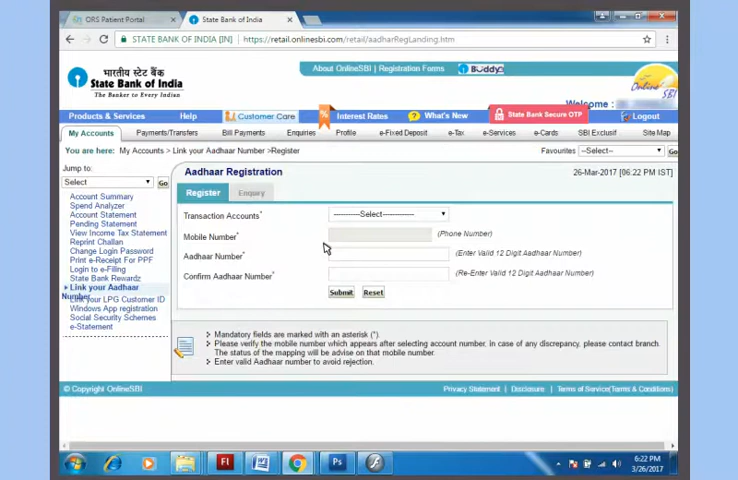 ORS Patient Portal
State Bank of India
STATE BANK OF INDIA [IN]
https://retail.onlinesbi.com/retail/aadharRegLanding.htm
भारतीय स्टेट बैंक
State Bank of India
The Banker to Every Indian
About OnlineSBI | Registration Forms
Buddy
Online SBI
Welcome :
Products & Services Help Customer Care Interest Rates What's New State Bank Secure OTP Logout
My Accounts Payments/Transfers Bill Payments Enquiries Profile e-Fixed Deposit e-Tax e-Services e-Cards SBI Exclusif Site Map
You are here: My Accounts > Link your Aadhaar Number >Register Favourites --Select-- Go
Jump to:
Select Go
Account Summary
Spend Analyzer
Account Statement
Pending Statement
View Income Tax Statement
Reprint Challan
Change Login Password
Print e-Receipt For PPF
Login to e-Filing
State Bank Rewardz
Link your Aadhaar
Number
Link your LPG Customer ID
Windows App registration
Social Security Schemes
e-Statement
Aadhaar Registration 26-Mar-2017 [06:22 PM IST]
Register Enquiry
Transaction Accounts* ----------Select------------
Mobile Number* (Phone Number)
Aadhaar Number* (Enter Valid 12 Digit Aadhaar Number)
Confirm Aadhaar Number* (Re-Enter Valid 12 Digit Aadhaar Number)
Submit Reset
Mandatory fields are marked with an asterisk (*).
Please verify the mobile number which appears after selecting account number, in case of any discrepancy, please contact branch.
The status of the mapping will be advise on that mobile number.
Enter valid Aadhaar number to avoid rejection.
© Copyright OnlineSBI Privacy Statement | Disclosure | Terms of Service(Terms & Conditions)
Fl
Ps
6:22 PM
3/26/2017